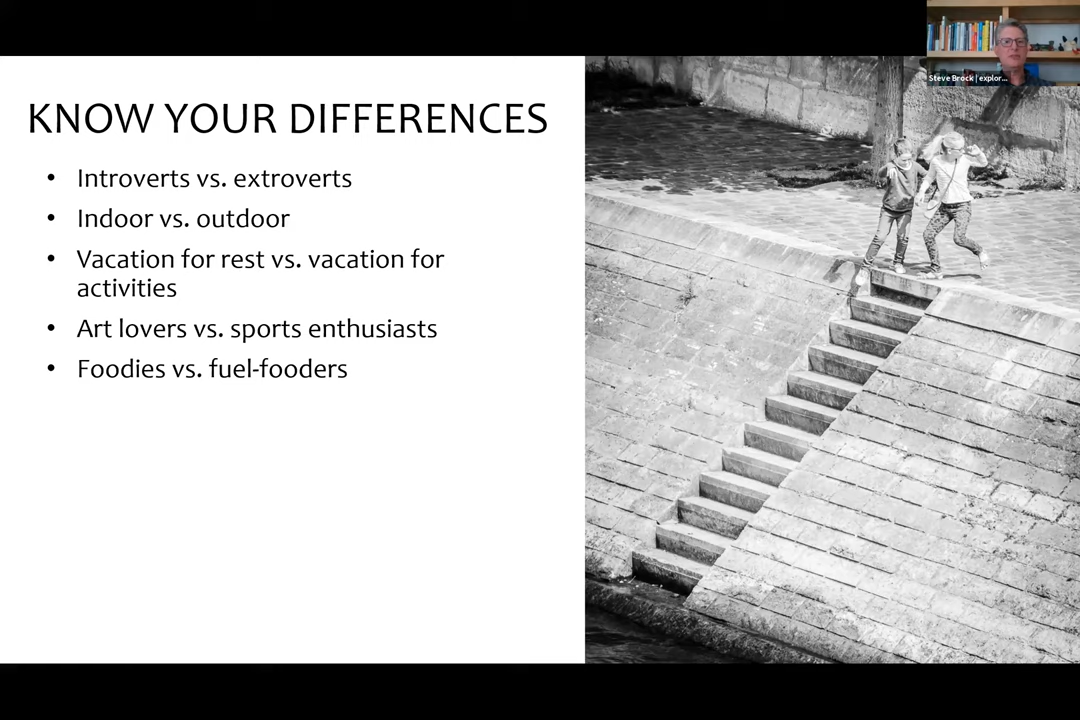 Steve Brock | explor...
KNOW YOUR DIFFERENCES
• Introverts vs. extroverts
• Indoor vs. outdoor
• Vacation for rest vs. vacation for
activities
• Art lovers vs. sports enthusiasts
• Foodies vs. fuel-fooders